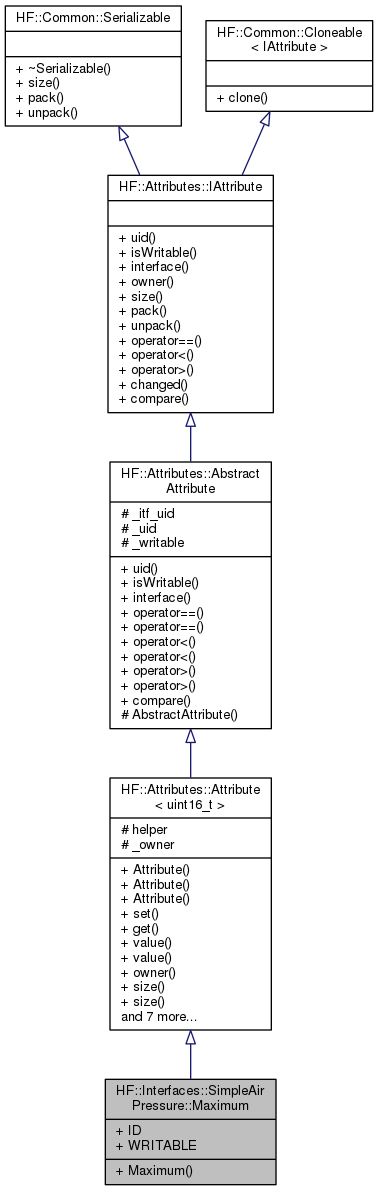 HF::Common::Serializable
+ ~Serializable()
+ size()
+ pack()
+ unpack()
HF::Common::Cloneable
< IAttribute >
+ clone()
HF::Attributes::IAttribute
+ uid()
+ isWritable()
+ interface()
+ owner()
+ size()
+ pack()
+ unpack()
+ operator==()
+ operator<()
+ operator>()
+ changed()
+ compare()
HF::Attributes::Abstract
Attribute
# _itf_uid
# _uid
# _writable
+ uid()
+ isWritable()
+ interface()
+ operator==()
+ operator==()
+ operator<()
+ operator<()
+ operator>()
+ operator>()
+ compare()
# AbstractAttribute()
HF::Attributes::Attribute
< uint16_t >
# helper
# _owner
+ Attribute()
+ Attribute()
+ Attribute()
+ set()
+ get()
+ value()
+ value()
+ owner()
+ size()
+ size()
and 7 more...
HF::Interfaces::SimpleAir
Pressure::Maximum
+ ID
+ WRITABLE
+ Maximum()